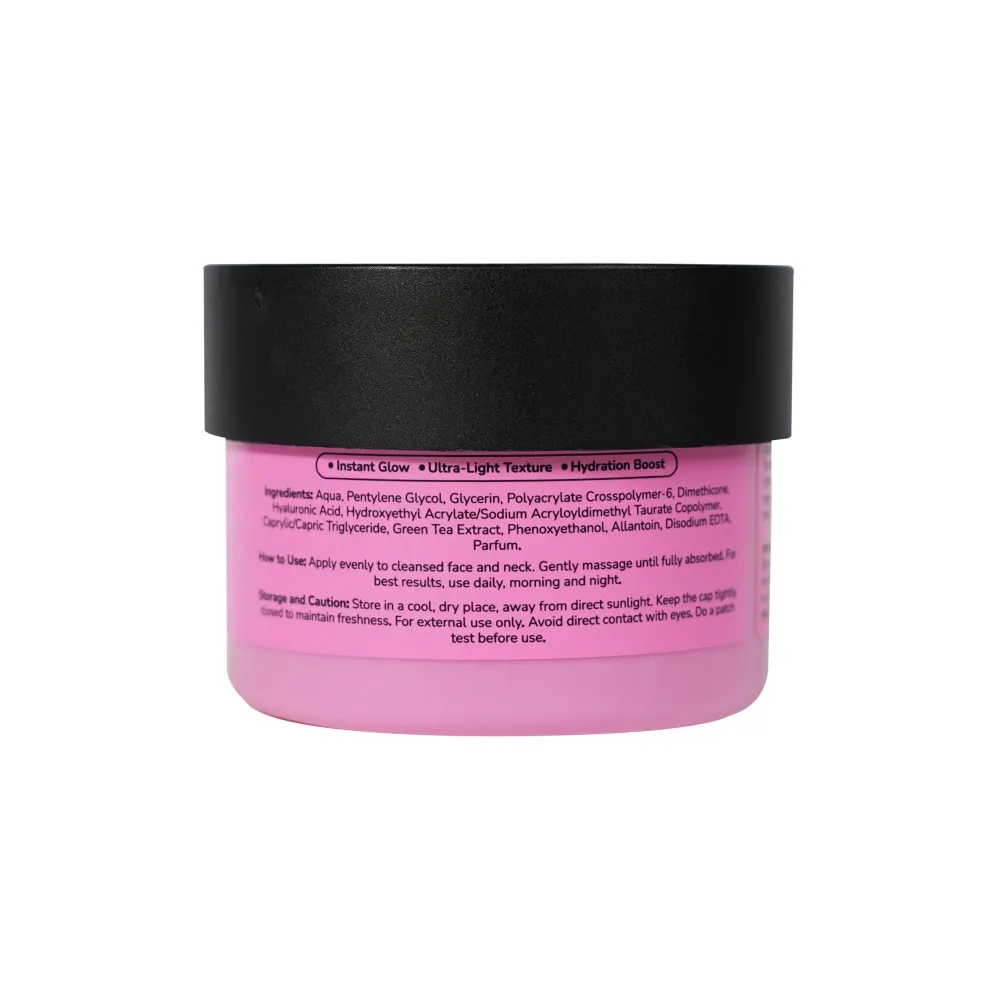 • Instant Glow • Ultra-Light Texture • Hydration Boost
Ingredients: Aqua, Pentylene Glycol, Glycerin, Polyacrylate Crosspolymer-6, Dimethicone,
Hyaluronic Acid, Hydroxyethyl Acrylate/Sodium Acryloyldimethyl Taurate Copolymer,
Caprylic/Capric Triglyceride, Green Tea Extract, Phenoxyethanol, Allantoin, Disodium EDTA,
Parfum.
How to Use: Apply evenly to cleansed face and neck. Gently massage until fully absorbed. For
best results, use daily, morning and night.
Storage and Caution: Store in a cool, dry place, away from direct sunlight. Keep the cap tightly
closed to maintain freshness. For external use only. Avoid direct contact with eyes. Do a patch
test before use.